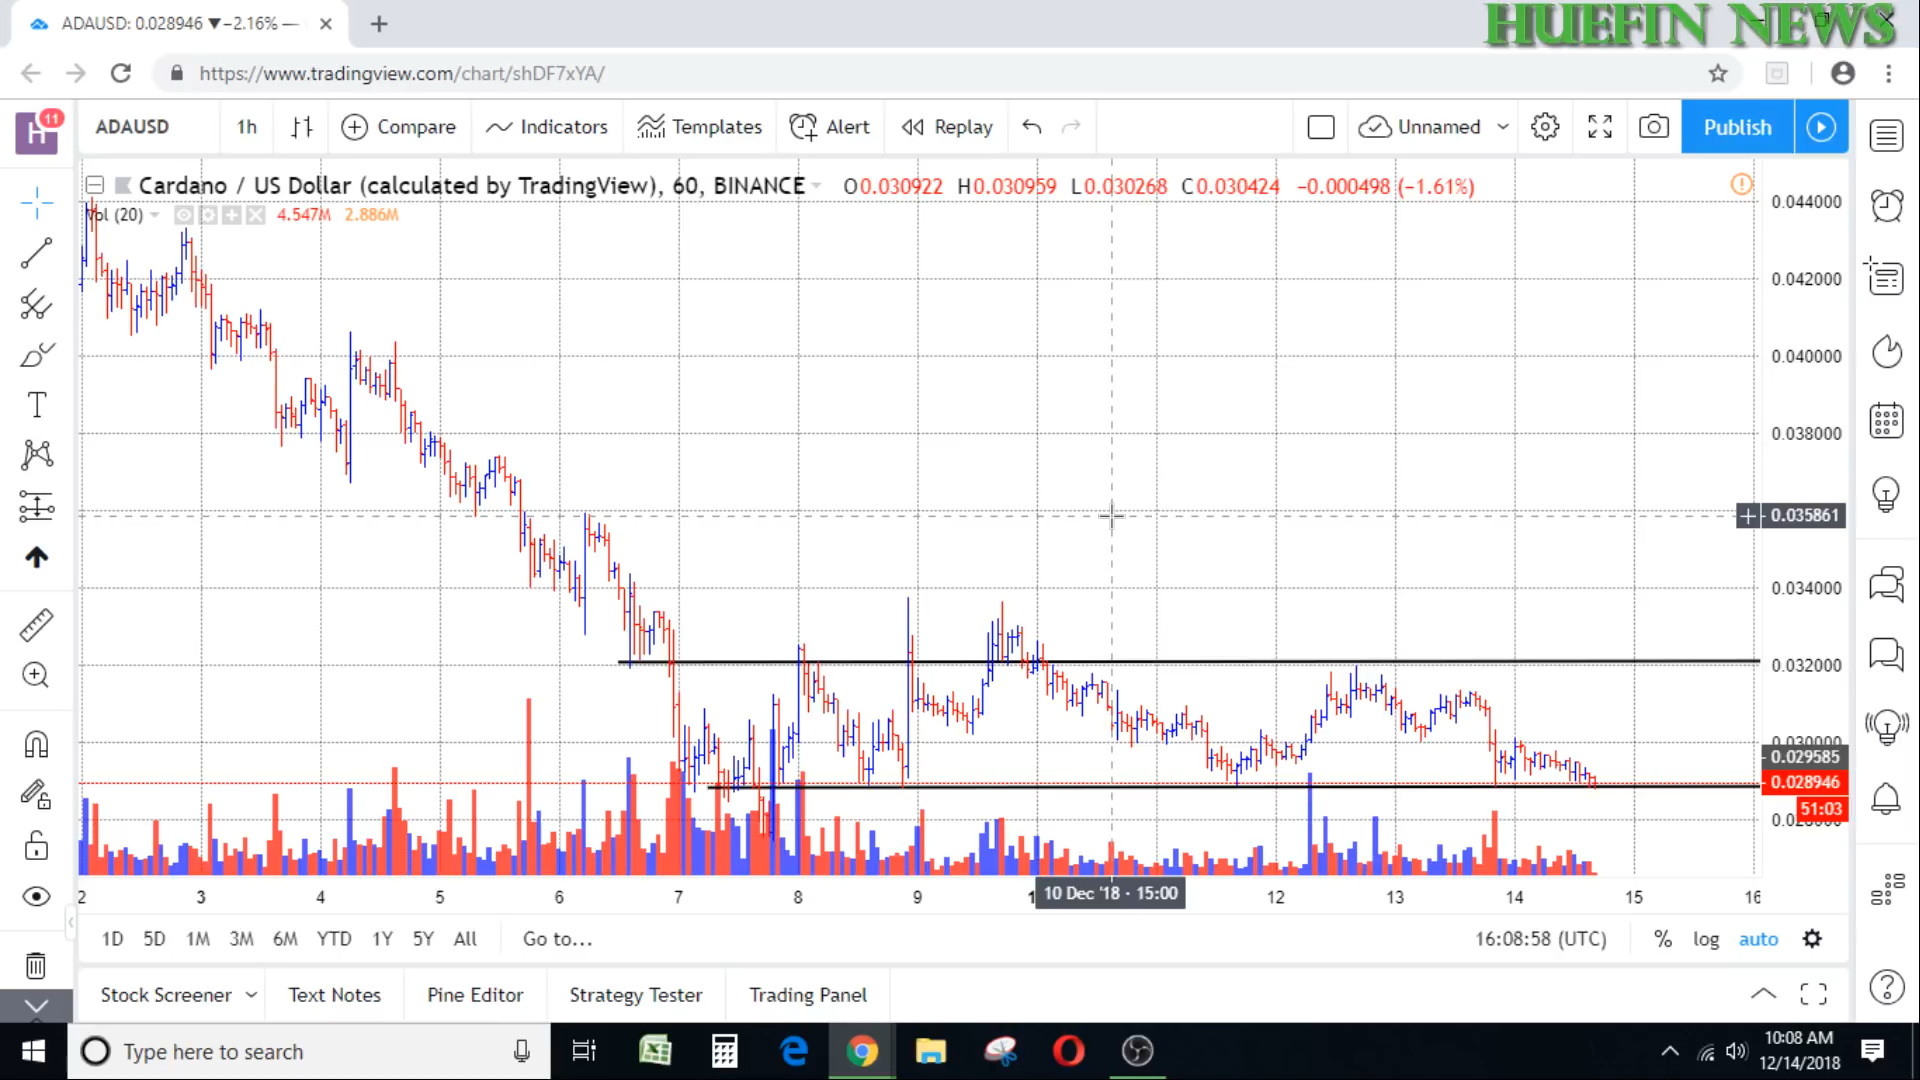 ADAUSD: 0.028946 ▼−2.16% —
HUEFIN NEWS
https://www.tradingview.com/chart/shDF7xYA/
H 11
ADAUSD 1h Compare Indicators Templates Alert Replay Unnamed Publish
Cardano / US Dollar (calculated by TradingView), 60, BINANCE O0.030922 H0.030959 L0.030268 C0.030424 −0.000498 (−1.61%)
Vol (20) 4.547M 2.886M
0.044000
0.042000
0.040000
0.038000
0.035861
0.034000
0.032000
0.030000
0.029585
0.028946
51:03
2 3 4 5 6 7 8 9 10 Dec '18 · 15:00 12 13 14 15 16
1D 5D 1M 3M 6M YTD 1Y 5Y All Go to... 16:08:58 (UTC) % log auto
Stock Screener Text Notes Pine Editor Strategy Tester Trading Panel
Type here to search
10:08 AM
12/14/2018